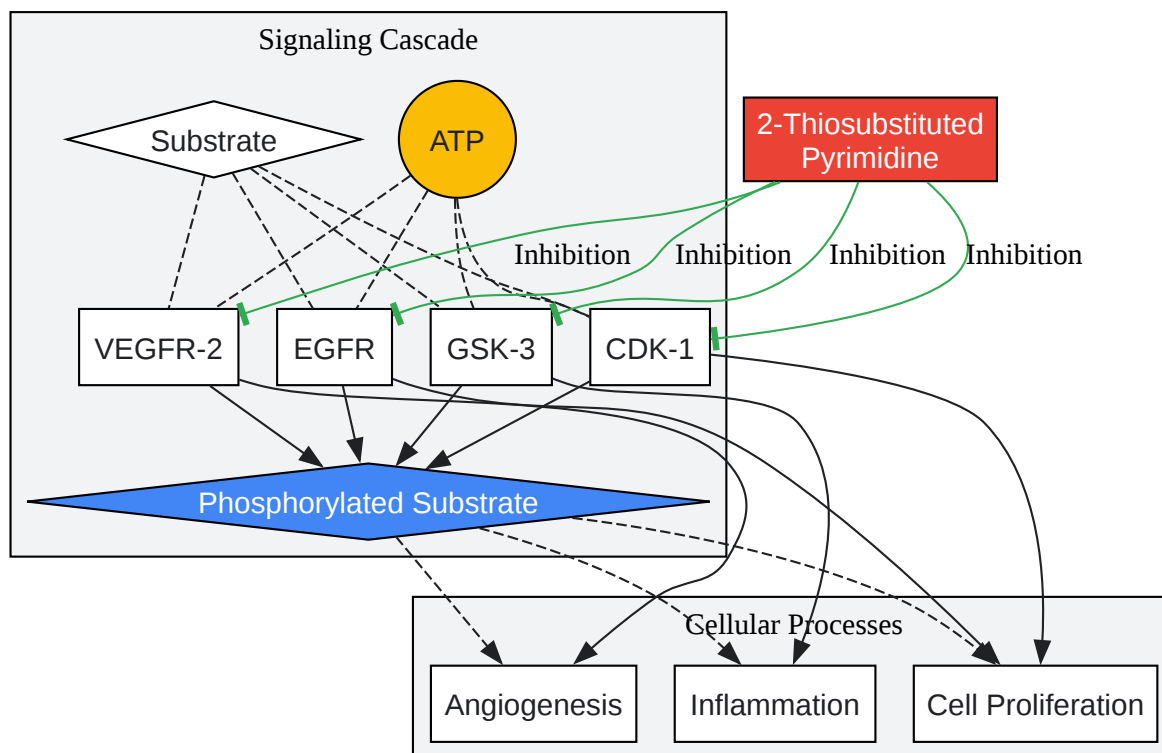 Signaling Cascade
Substrate
ATP
2-Thiosubstituted
Pyrimidine
Inhibition
Inhibition
Inhibition
Inhibition
VEGFR-2
EGFR
GSK-3
CDK-1
Phosphorylated Substrate
Cellular Processes
Angiogenesis
Inflammation
Cell Proliferation